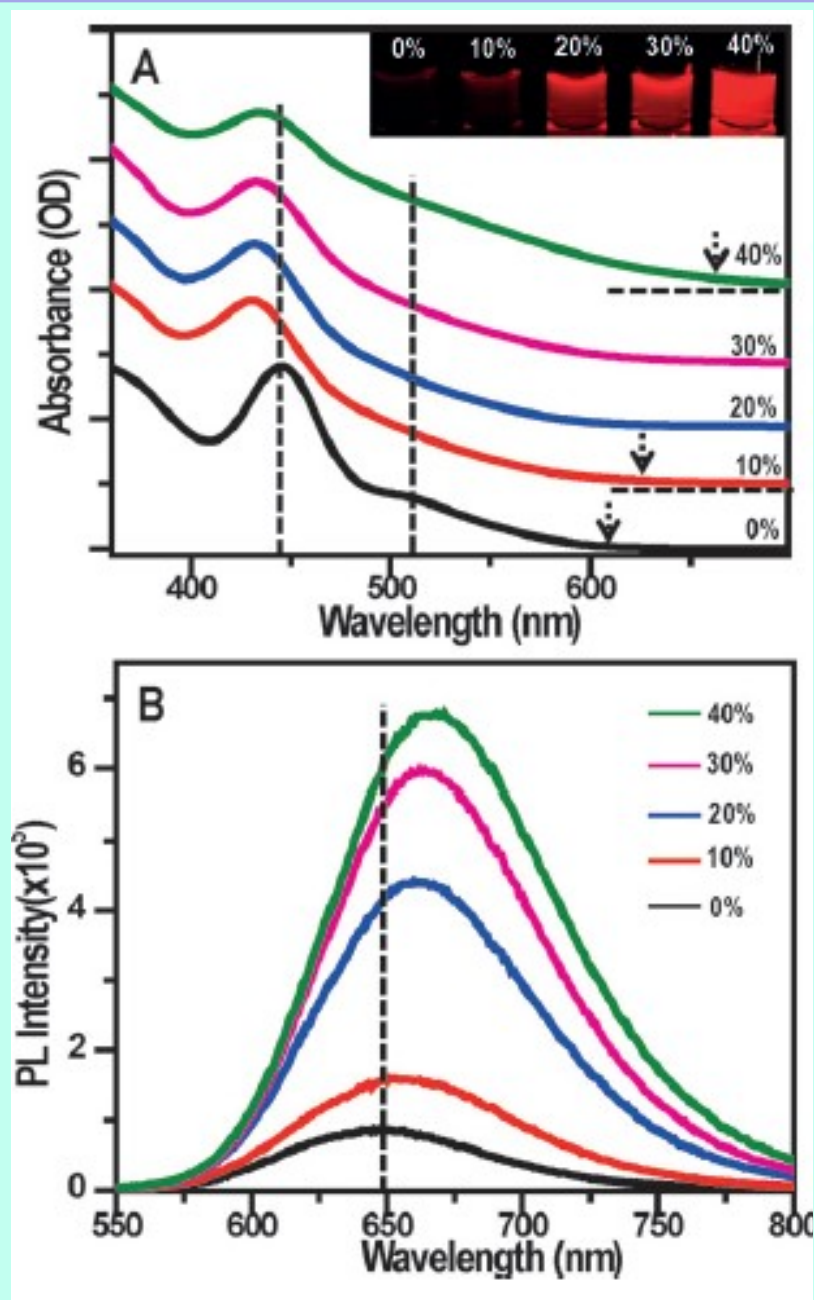 A
0% 10% 20% 30% 40%
Absorbance (OD)
40%
30%
20%
10%
0%
400 500 600
Wavelength (nm)
B
40%
30%
20%
10%
0%
PL Intensity(x10⁵)
6
4
2
0
550 600 650 700 750 800
Wavelength (nm)